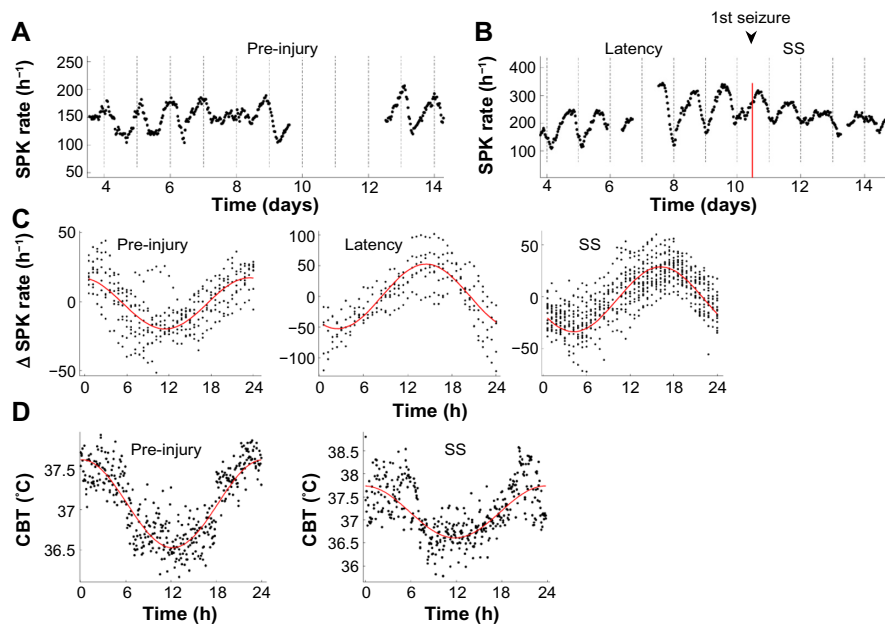 1st seizure
A
Pre-injury
B
Latency
SS
SPK rate (h⁻¹)
250
200
150
100
50
4
6
8
10
12
14
Time (days)
SPK rate (h⁻¹)
400
300
200
100
4
6
8
10
12
14
Time (days)
C
Δ SPK rate (h⁻¹)
Pre-injury
50
0
−50
0
6
12
18
24
Latency
100
50
0
−50
−100
0
6
12
18
24
SS
50
0
−50
0
6
12
18
24
Time (h)
D
CBT (°C)
Pre-injury
37.5
37
36.5
0
6
12
18
24
Time (h)
CBT (°C)
SS
38.5
38
37.5
37
36.5
36
0
6
12
18
24
Time (h)